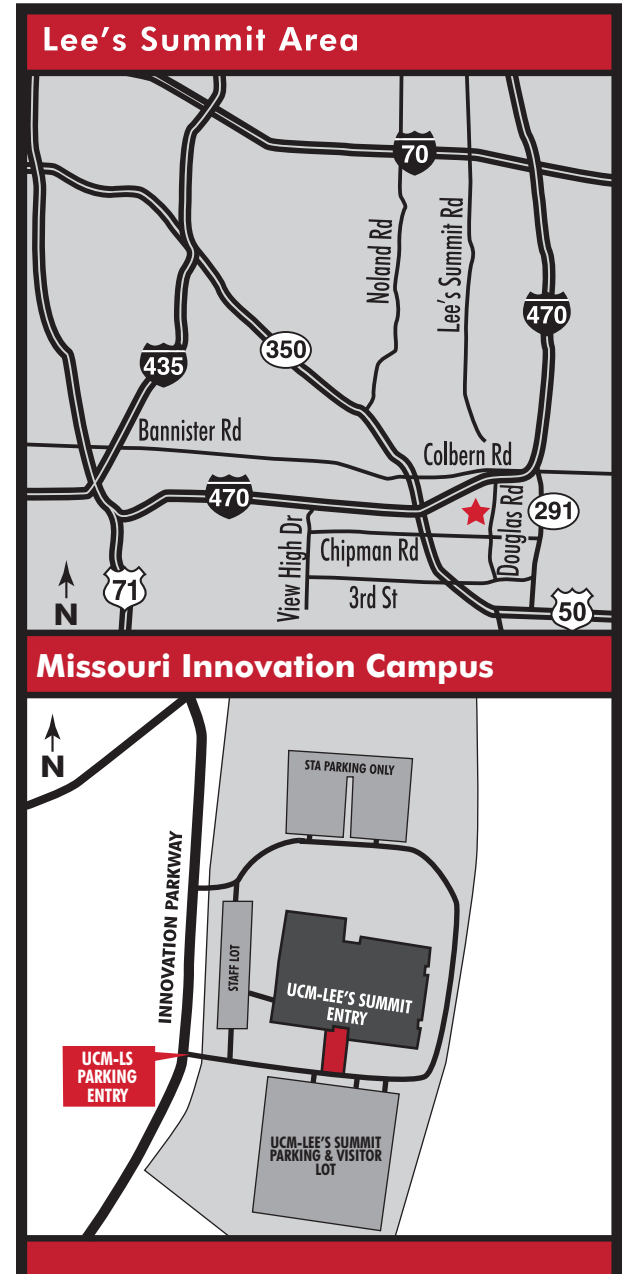 Lee's Summit Area
70
Noland Rd
Lee's Summit Rd
470
350
435
Bannister Rd
Colbern Rd
470
Douglas Rd
291
View High Dr
Chipman Rd
71
3rd St
50
N
Missouri Innovation Campus
N
STA PARKING ONLY
INNOVATION PARKWAY
STAFF LOT
UCM-LEE'S SUMMIT
ENTRY
UCM-LS
PARKING
ENTRY
UCM-LEE'S SUMMIT
PARKING & VISITOR
LOT